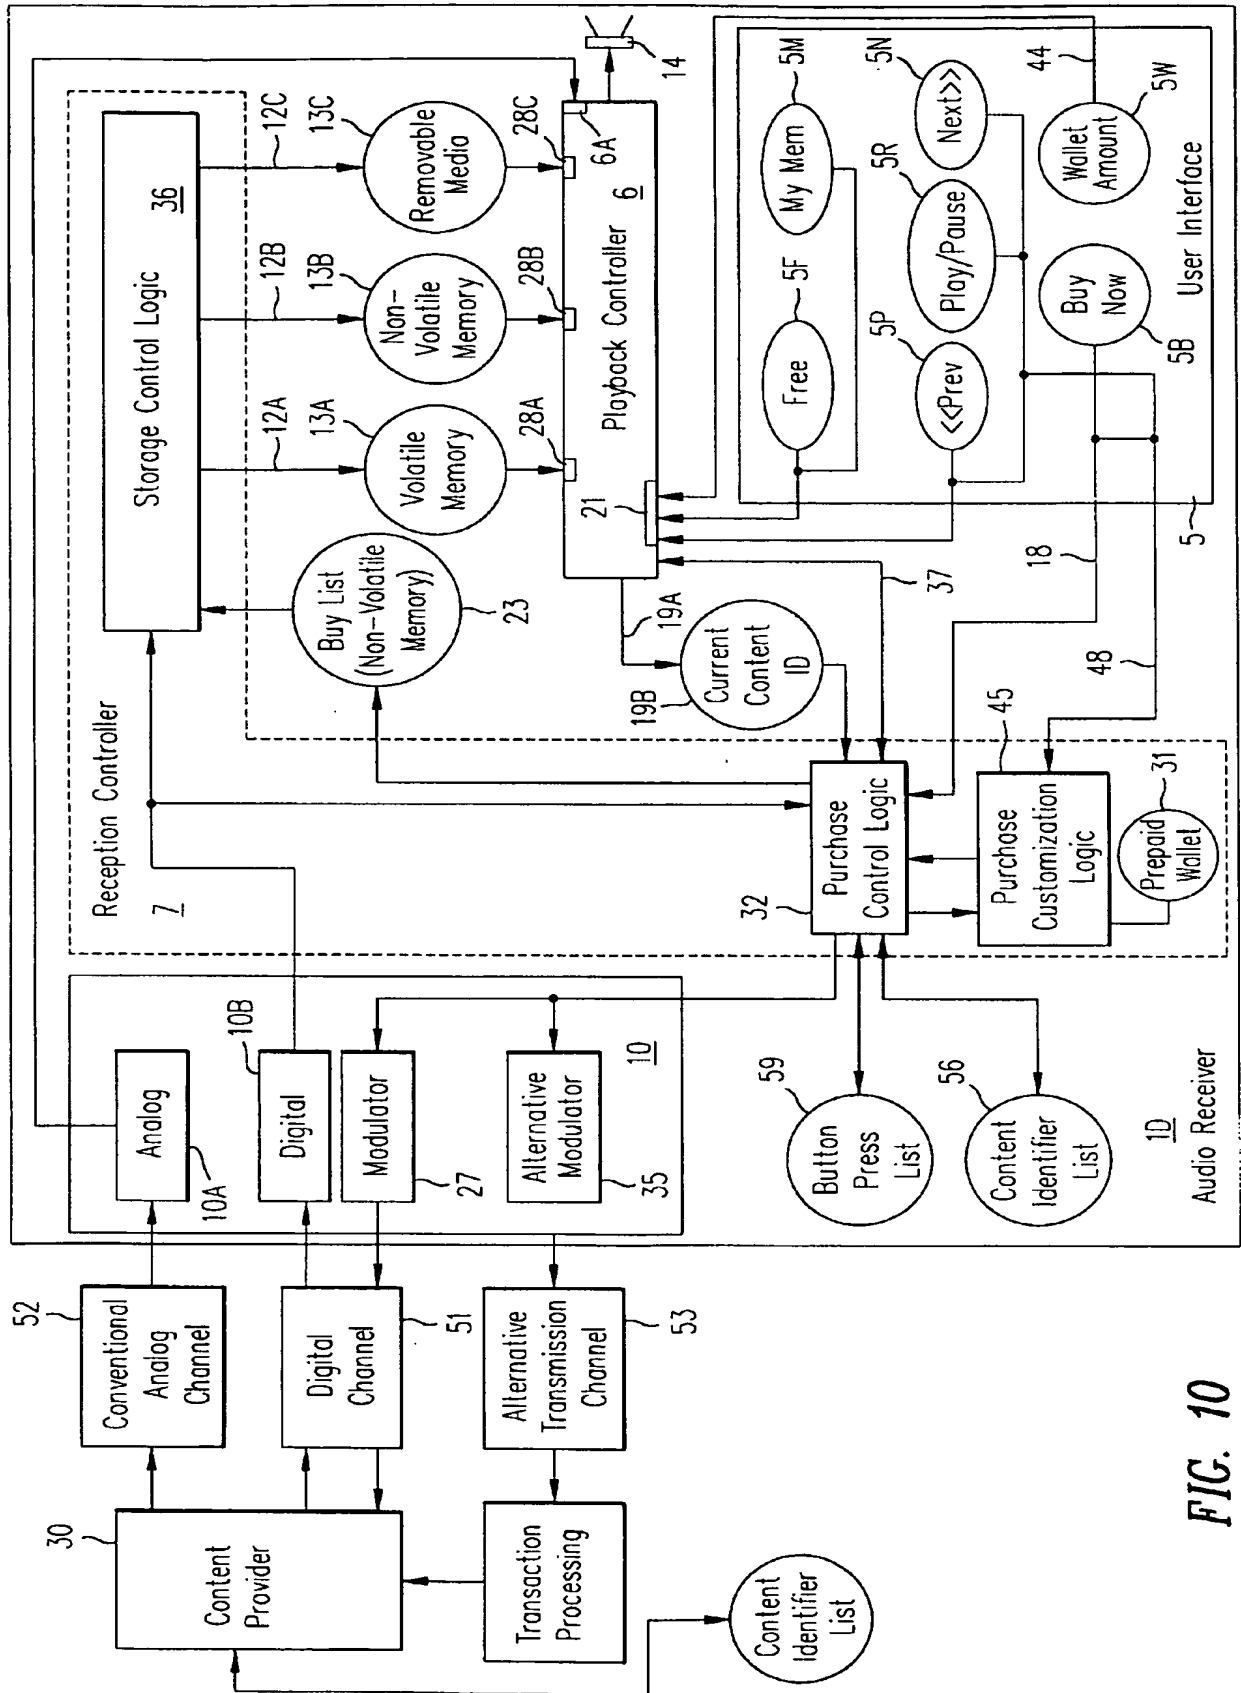 30
Content
Provider
Transaction
Processing
Content
Identifier
List
52
Conventional
Analog
Channel
Digital
Channel
51
Alternative
Transmission
Channel
53
Analog
10A
10B
Digital
Modulator
27
Alternative
Modulator
35
10
59
Button
Press
List
56
Content
Identifier
List
1D
Audio Receiver
Reception Controller
7
32
Purchase
Control Logic
45
Purchase
Customization
Logic
31
Prepaid
Wallet
Storage Control Logic
36
12A
12B
12C
13A
Volatile
Memory
13B
Non-
Volatile
Memory
13C
Removable
Media
Buy List
(Non-Volatile
Memory)
23
28A
28B
28C
6A
14
Playback Controller
6
21
19A
19B
Current
Content
ID
37
18
48
5
5F
Free
5M
My Mem
5P
<<Prev
5R
Play/Pause
5N
Next>>
Buy
Now
5B
44
5W
Wallet
Amount
User Interface
FIG. 10